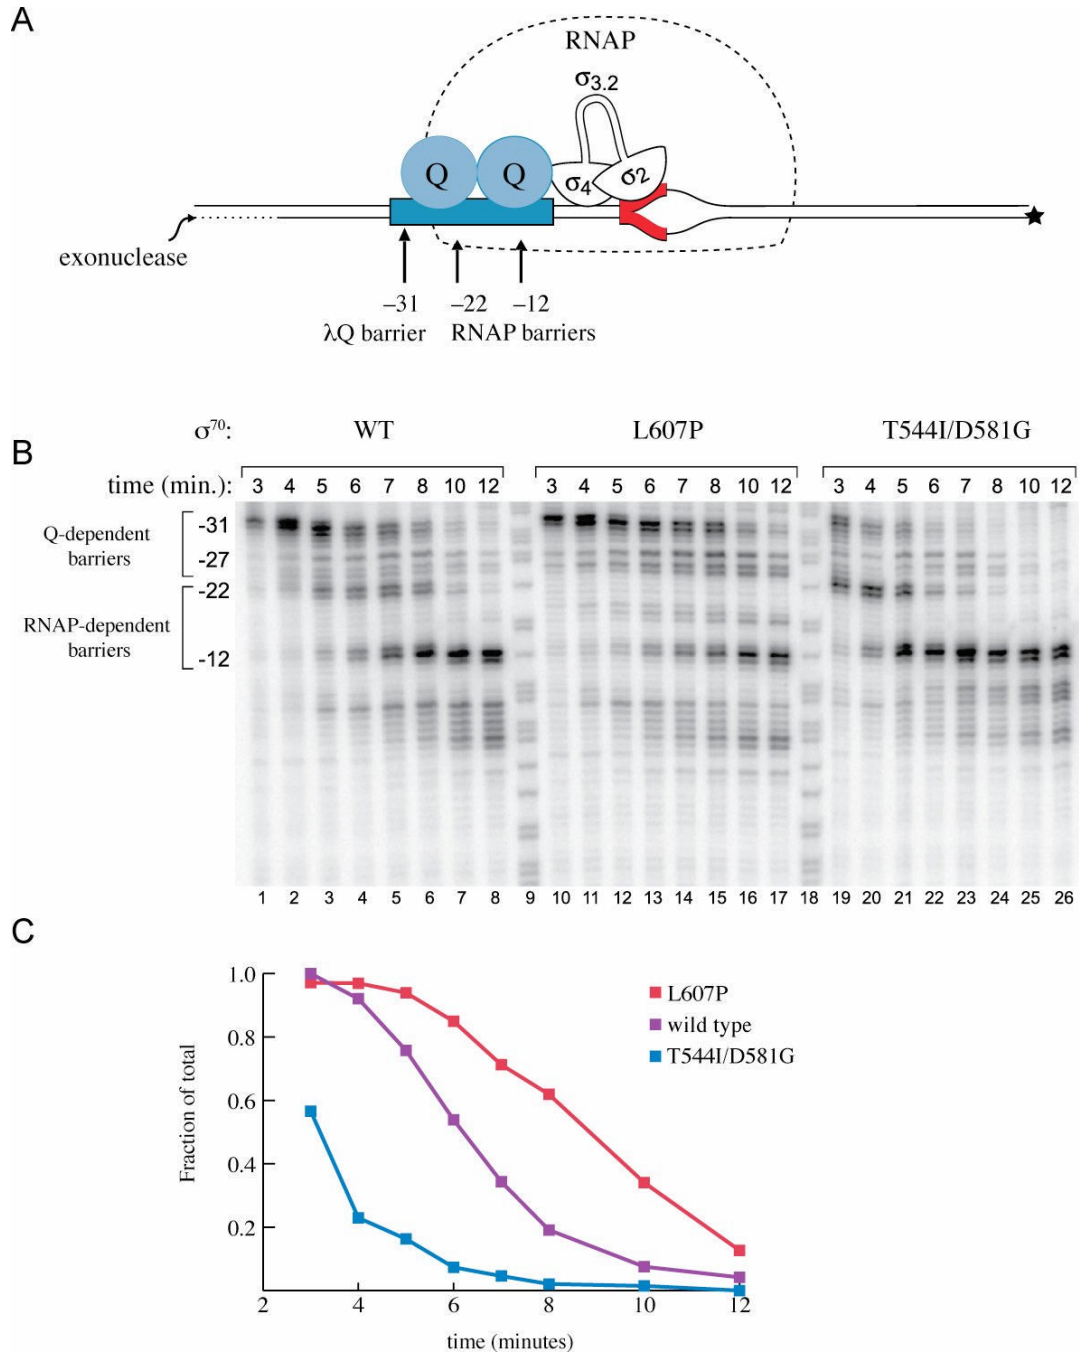 A
RNAP
σ3.2
Q Q σ4 σ2
exonuclease
–31 –22 –12
λQ barrier RNAP barriers
σ70: WT L607P T544I/D581G
B
time (min.): 3 4 5 6 7 8 10 12 3 4 5 6 7 8 10 12 3 4 5 6 7 8 10 12
Q-dependent barriers
-31
-27
RNAP-dependent barriers
-22
-12
1 2 3 4 5 6 7 8 9 10 11 12 13 14 15 16 17 18 19 20 21 22 23 24 25 26
C
Fraction of total
1.0
0.8
0.6
0.4
0.2
L607P
wild type
T544I/D581G
2 4 6 8 10 12
time (minutes)